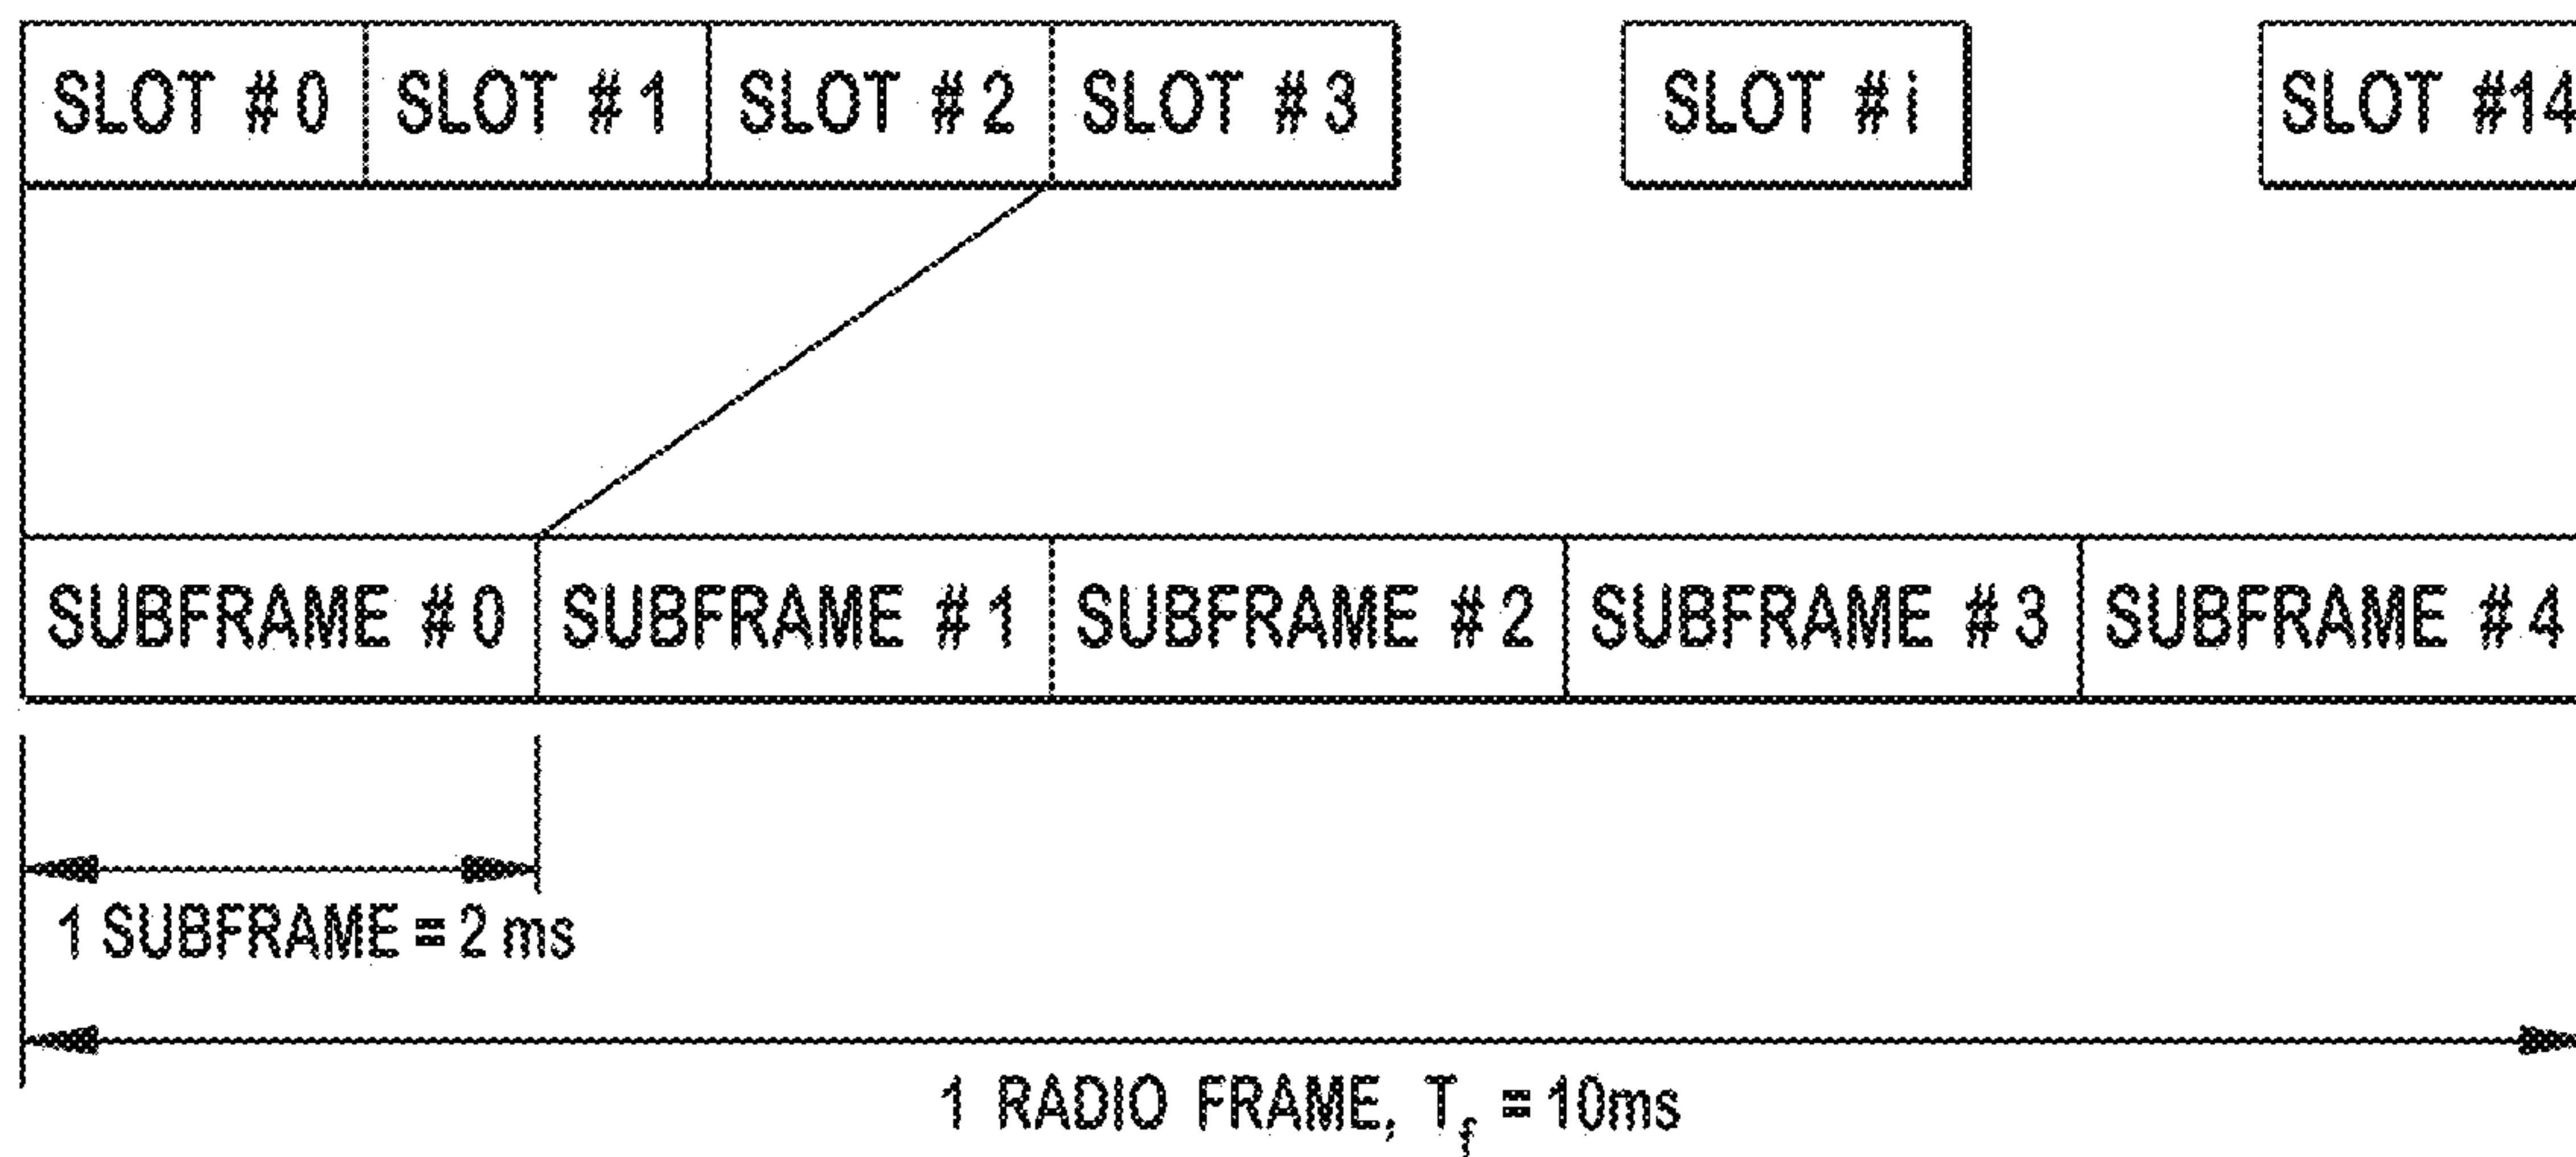 SLOT #0 SLOT #1 SLOT #2 SLOT #3 SLOT #i SLOT #14
SUBFRAME #0 SUBFRAME #1 SUBFRAME #2 SUBFRAME #3 SUBFRAME #4
1 SUBFRAME = 2 ms
1 RADIO FRAME, Tf = 10ms